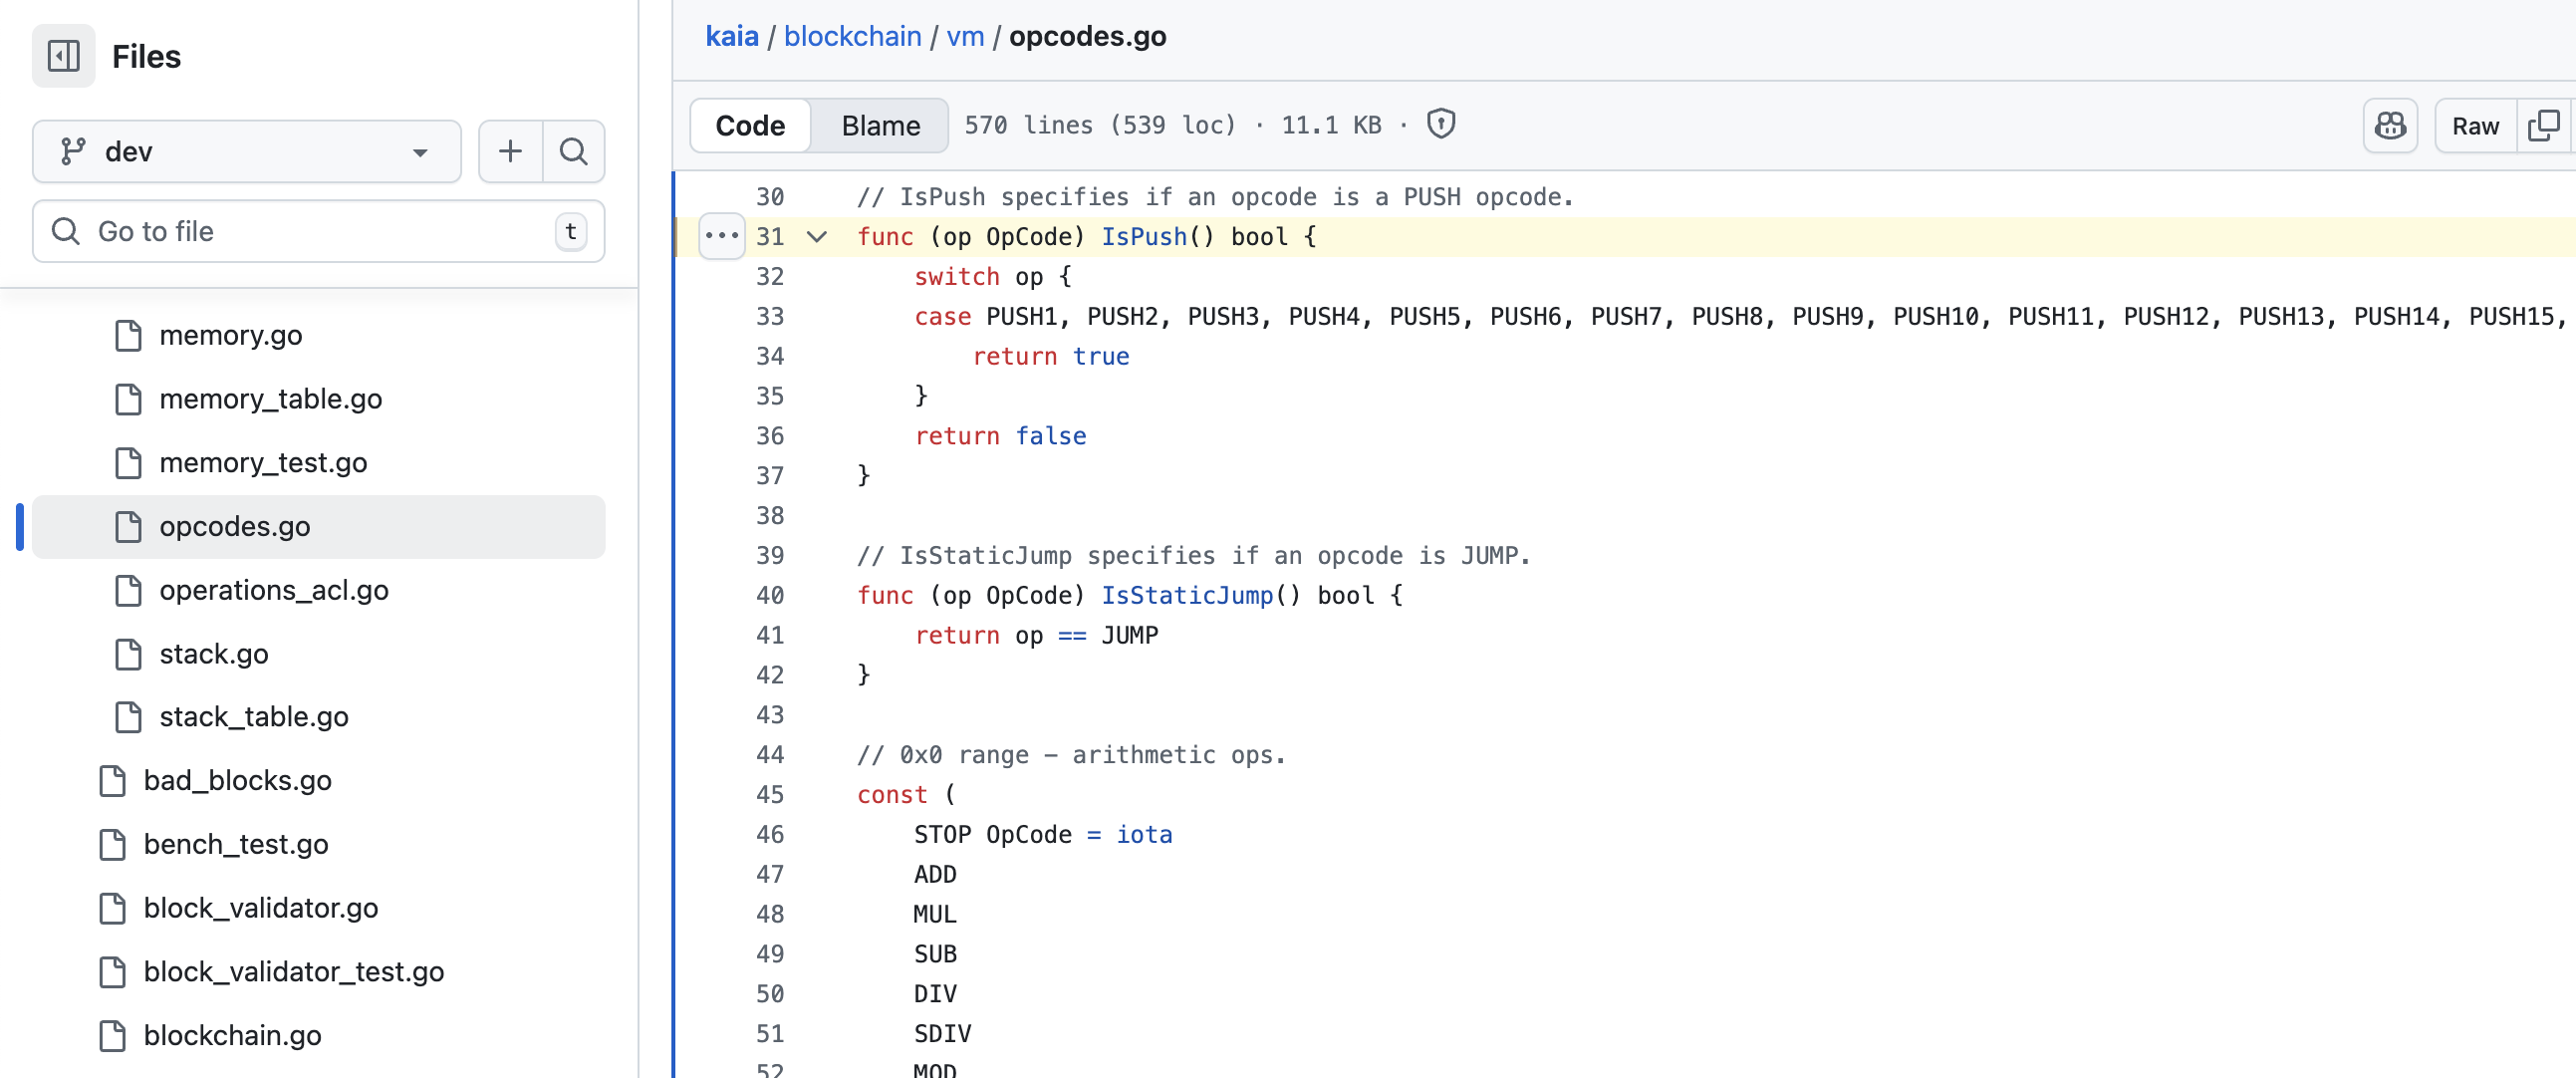 Files
dev
Go to file
t
memory.go
memory_table.go
memory_test.go
opcodes.go
operations_acl.go
stack.go
stack_table.go
bad_blocks.go
bench_test.go
block_validator.go
block_validator_test.go
blockchain.go
kaia / blockchain / vm / opcodes.go
Code Blame 570 lines (539 loc) · 11.1 KB · Raw
30 // IsPush specifies if an opcode is a PUSH opcode.
31 func (op OpCode) IsPush() bool {
32 switch op {
33 case PUSH1, PUSH2, PUSH3, PUSH4, PUSH5, PUSH6, PUSH7, PUSH8, PUSH9, PUSH10, PUSH11, PUSH12, PUSH13, PUSH14, PUSH15,
34 return true
35 }
36 return false
37 }
38
39 // IsStaticJump specifies if an opcode is JUMP.
40 func (op OpCode) IsStaticJump() bool {
41 return op == JUMP
42 }
43
44 // 0x0 range - arithmetic ops.
45 const (
46 STOP OpCode = iota
47 ADD
48 MUL
49 SUB
50 DIV
51 SDIV
52 MOD